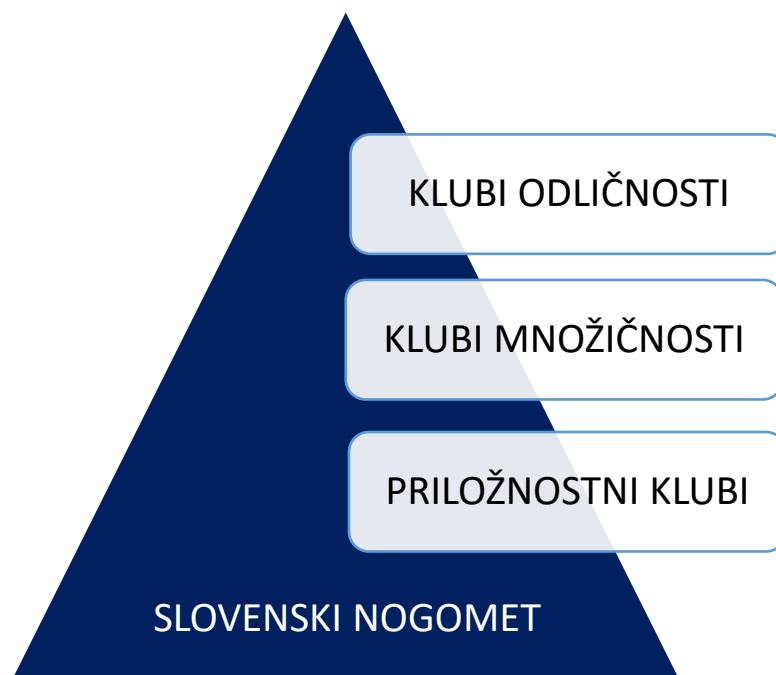 KLUBI ODLIČNOSTI
KLUBI MNOŽIČNOSTI
PRILOŽNOSTNI KLUBI
SLOVENSKI NOGOMET